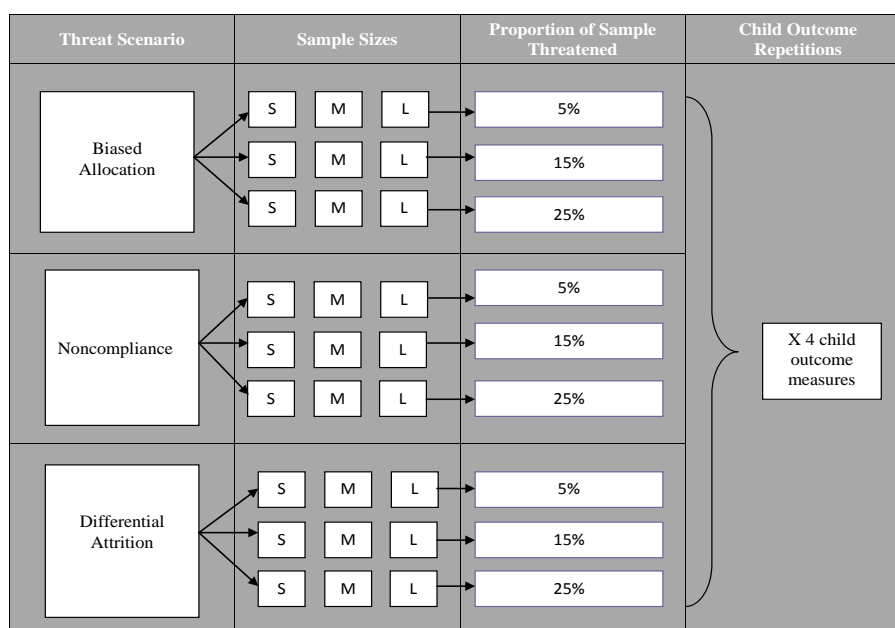 Threat Scenario
Sample Sizes
Proportion of Sample
Threatened
Child Outcome
Repetitions
Biased
Allocation
S M L
5%
S M L
15%
S M L
25%
Noncompliance
S M L
5%
S M L
15%
S M L
25%
Differential
Attrition
S M L
5%
S M L
15%
S M L
25%
X 4 child
outcome
measures